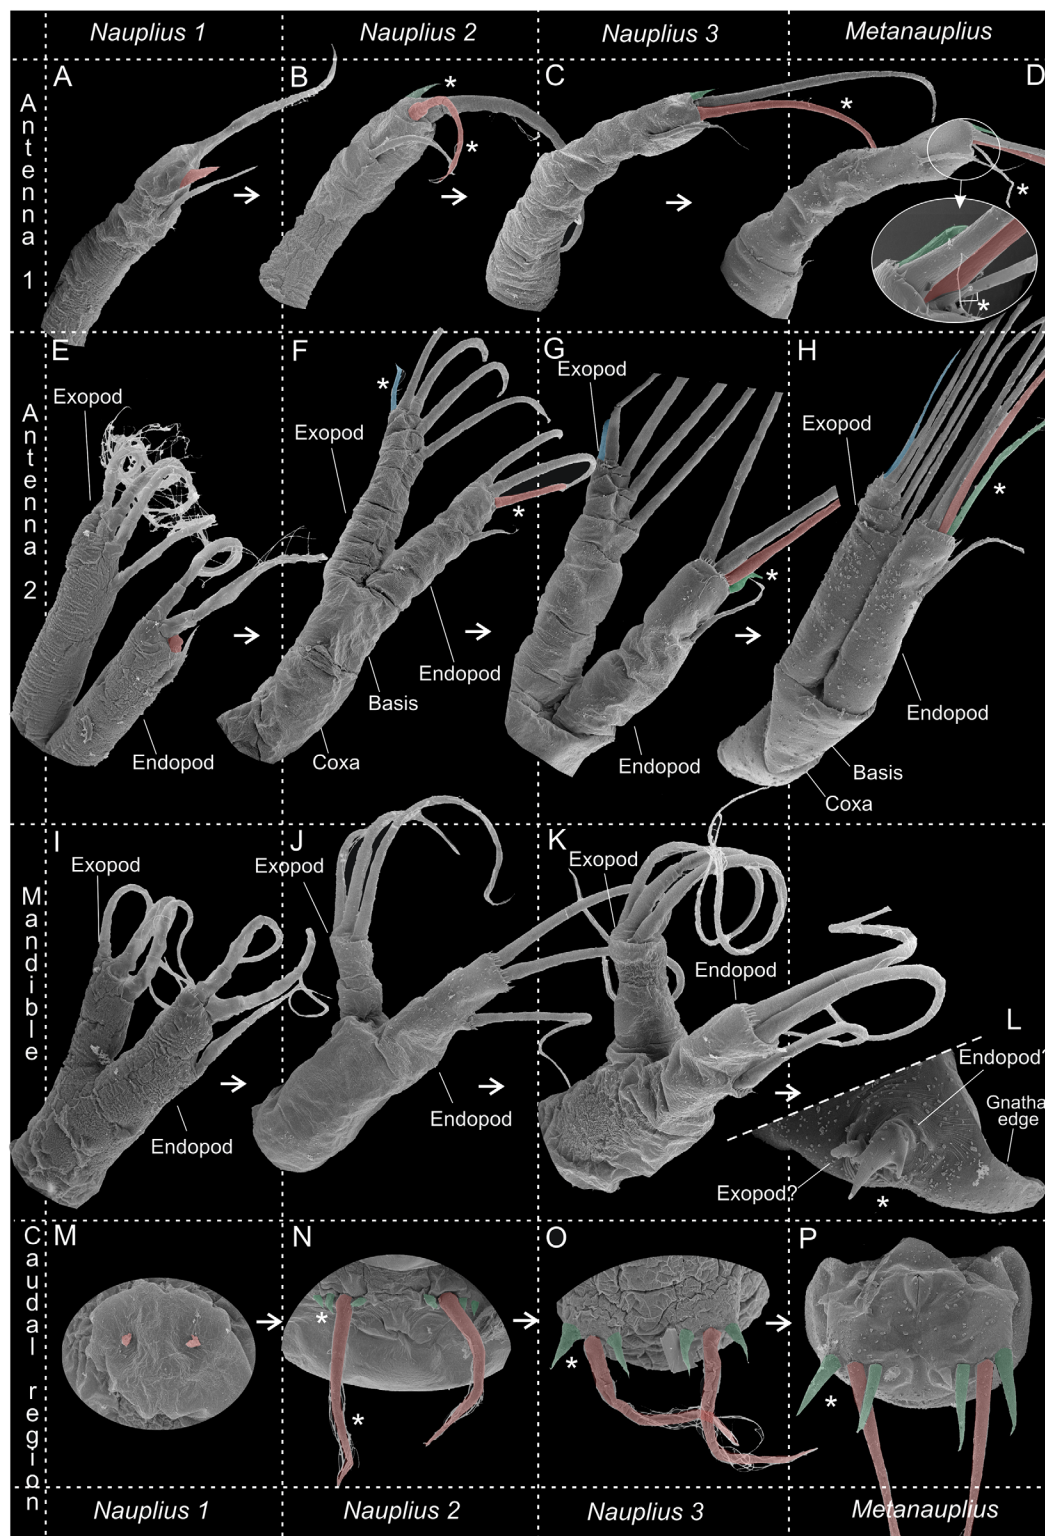 Nauplius 1 Nauplius 2 Nauplius 3 Metanauplius
Antenna 1
A
B
*
*
C
*
D
*
*
Antenna 2
E
Exopod
Endopod
F
*
Exopod
*
Endopod
Basis
Coxa
G
Exopod
*
Endopod
H
Exopod
*
Endopod
Basis
Coxa
Mandible
I
Exopod
Endopod
J
Exopod
Endopod
K
Exopod
Endopod
L
Endopod?
Gnathal
edge
Exopod?
*
Caudal region
M
N
*
*
O
*
P
*
Nauplius 1 Nauplius 2 Nauplius 3 Metanauplius